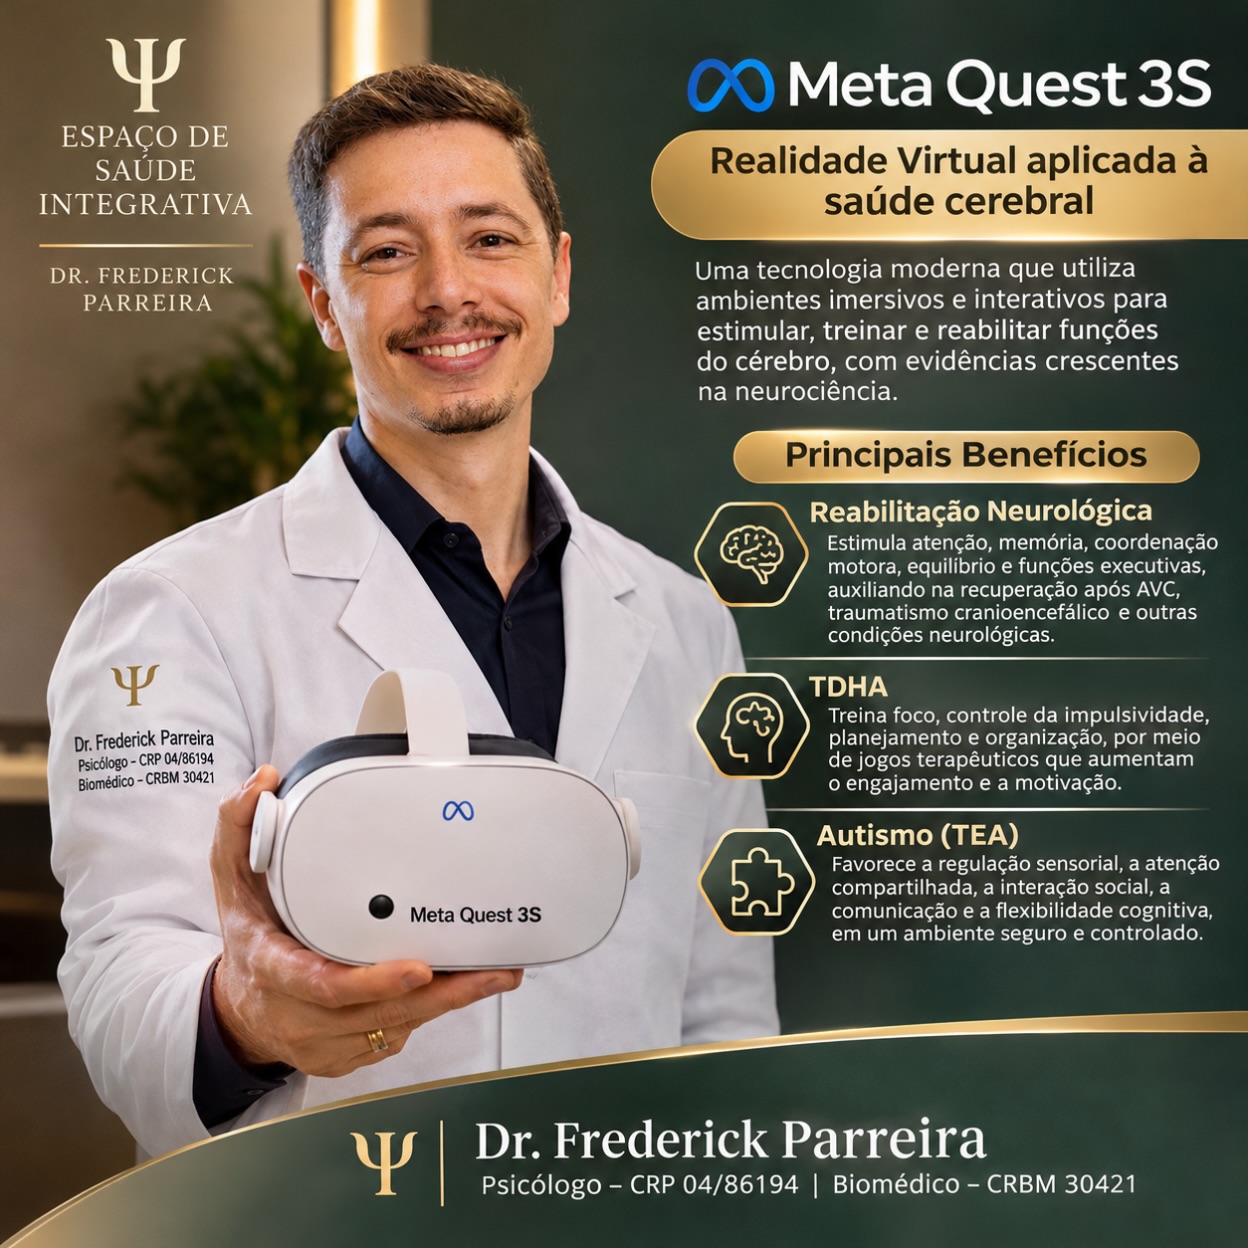 ESPAÇO DE
SAÚDE
INTEGRATIVA
DR. FREDERICK
PARREIRA
Meta Quest 3S
Realidade Virtual aplicada à
saúde cerebral
Uma tecnologia moderna que utiliza
ambientes imersivos e interativos para
estimular, treinar e reabilitar funções
do cérebro, com evidências crescentes
na neurociência.
Principais Benefícios
Reabilitação Neurológica
Estimula atenção, memória, coordenação
motora, equilíbrio e funções executivas,
auxiliando na recuperação após AVC,
traumatismo cranioencefálico e outras
condições neurológicas.
TDHA
Treina foco, controle da impulsividade,
planejamento e organização, por meio
de jogos terapêuticos que aumentam
o engajamento e a motivação.
Autismo (TEA)
Favorece a regulação sensorial, a atenção
compartilhada, a interação social, a
comunicação e a flexibilidade cognitiva,
em um ambiente seguro e controlado.
Dr. Frederick Parreira
Psicólogo – CRP 04/86194
Biomédico – CRBM 30421
Meta Quest 3S
Dr. Frederick Parreira
Psicólogo – CRP 04/86194 | Biomédico – CRBM 30421